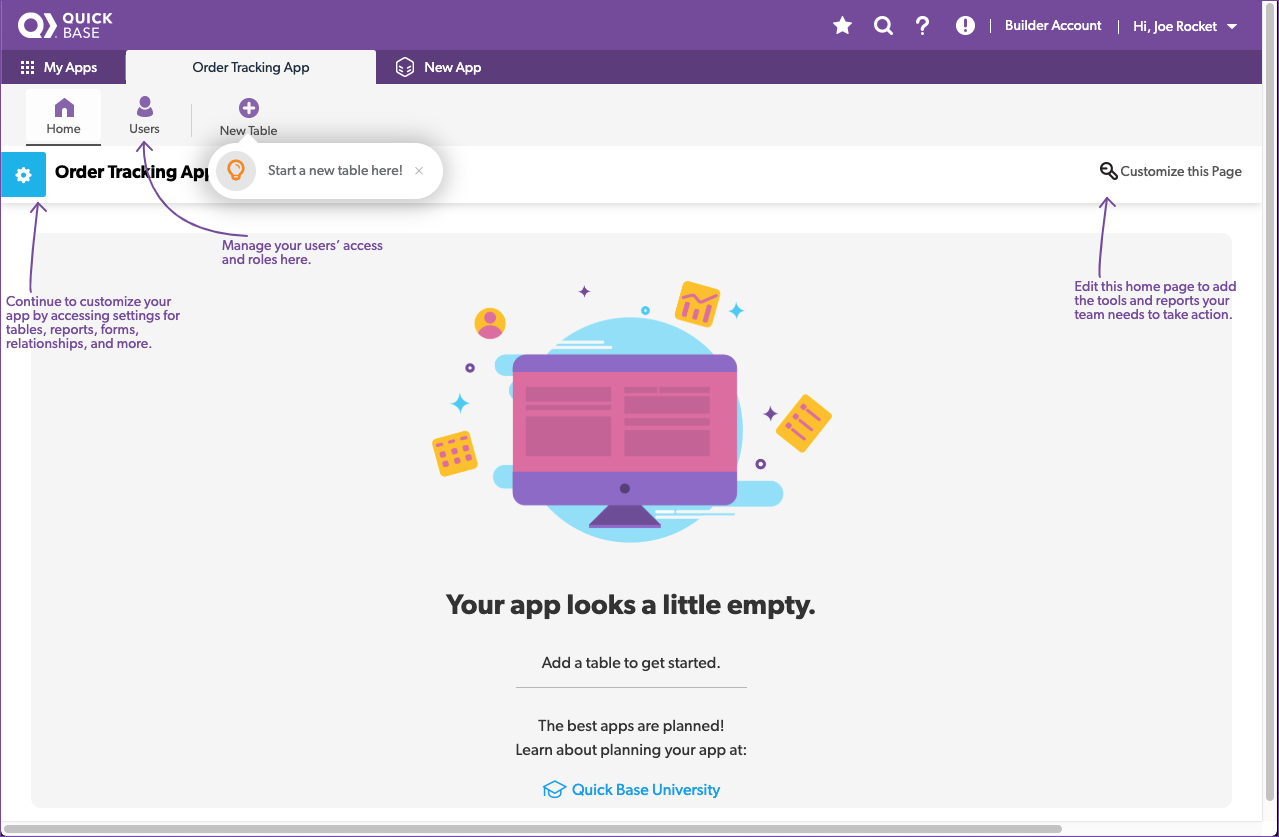 QUICK
BASE
Builder Account
Hi, Joe Rocket
My Apps
Order Tracking App
New App
Home
Users
New Table
Start a new table here!
Order Tracking App
Customize this Page
Manage your users’ access
and roles here.
Continue to customize your
app by accessing settings for
tables, reports, forms,
relationships, and more.
Edit this home page to add
the tools and reports your
team needs to take action.
Your app looks a little empty.
Add a table to get started.
The best apps are planned!
Learn about planning your app at:
Quick Base University